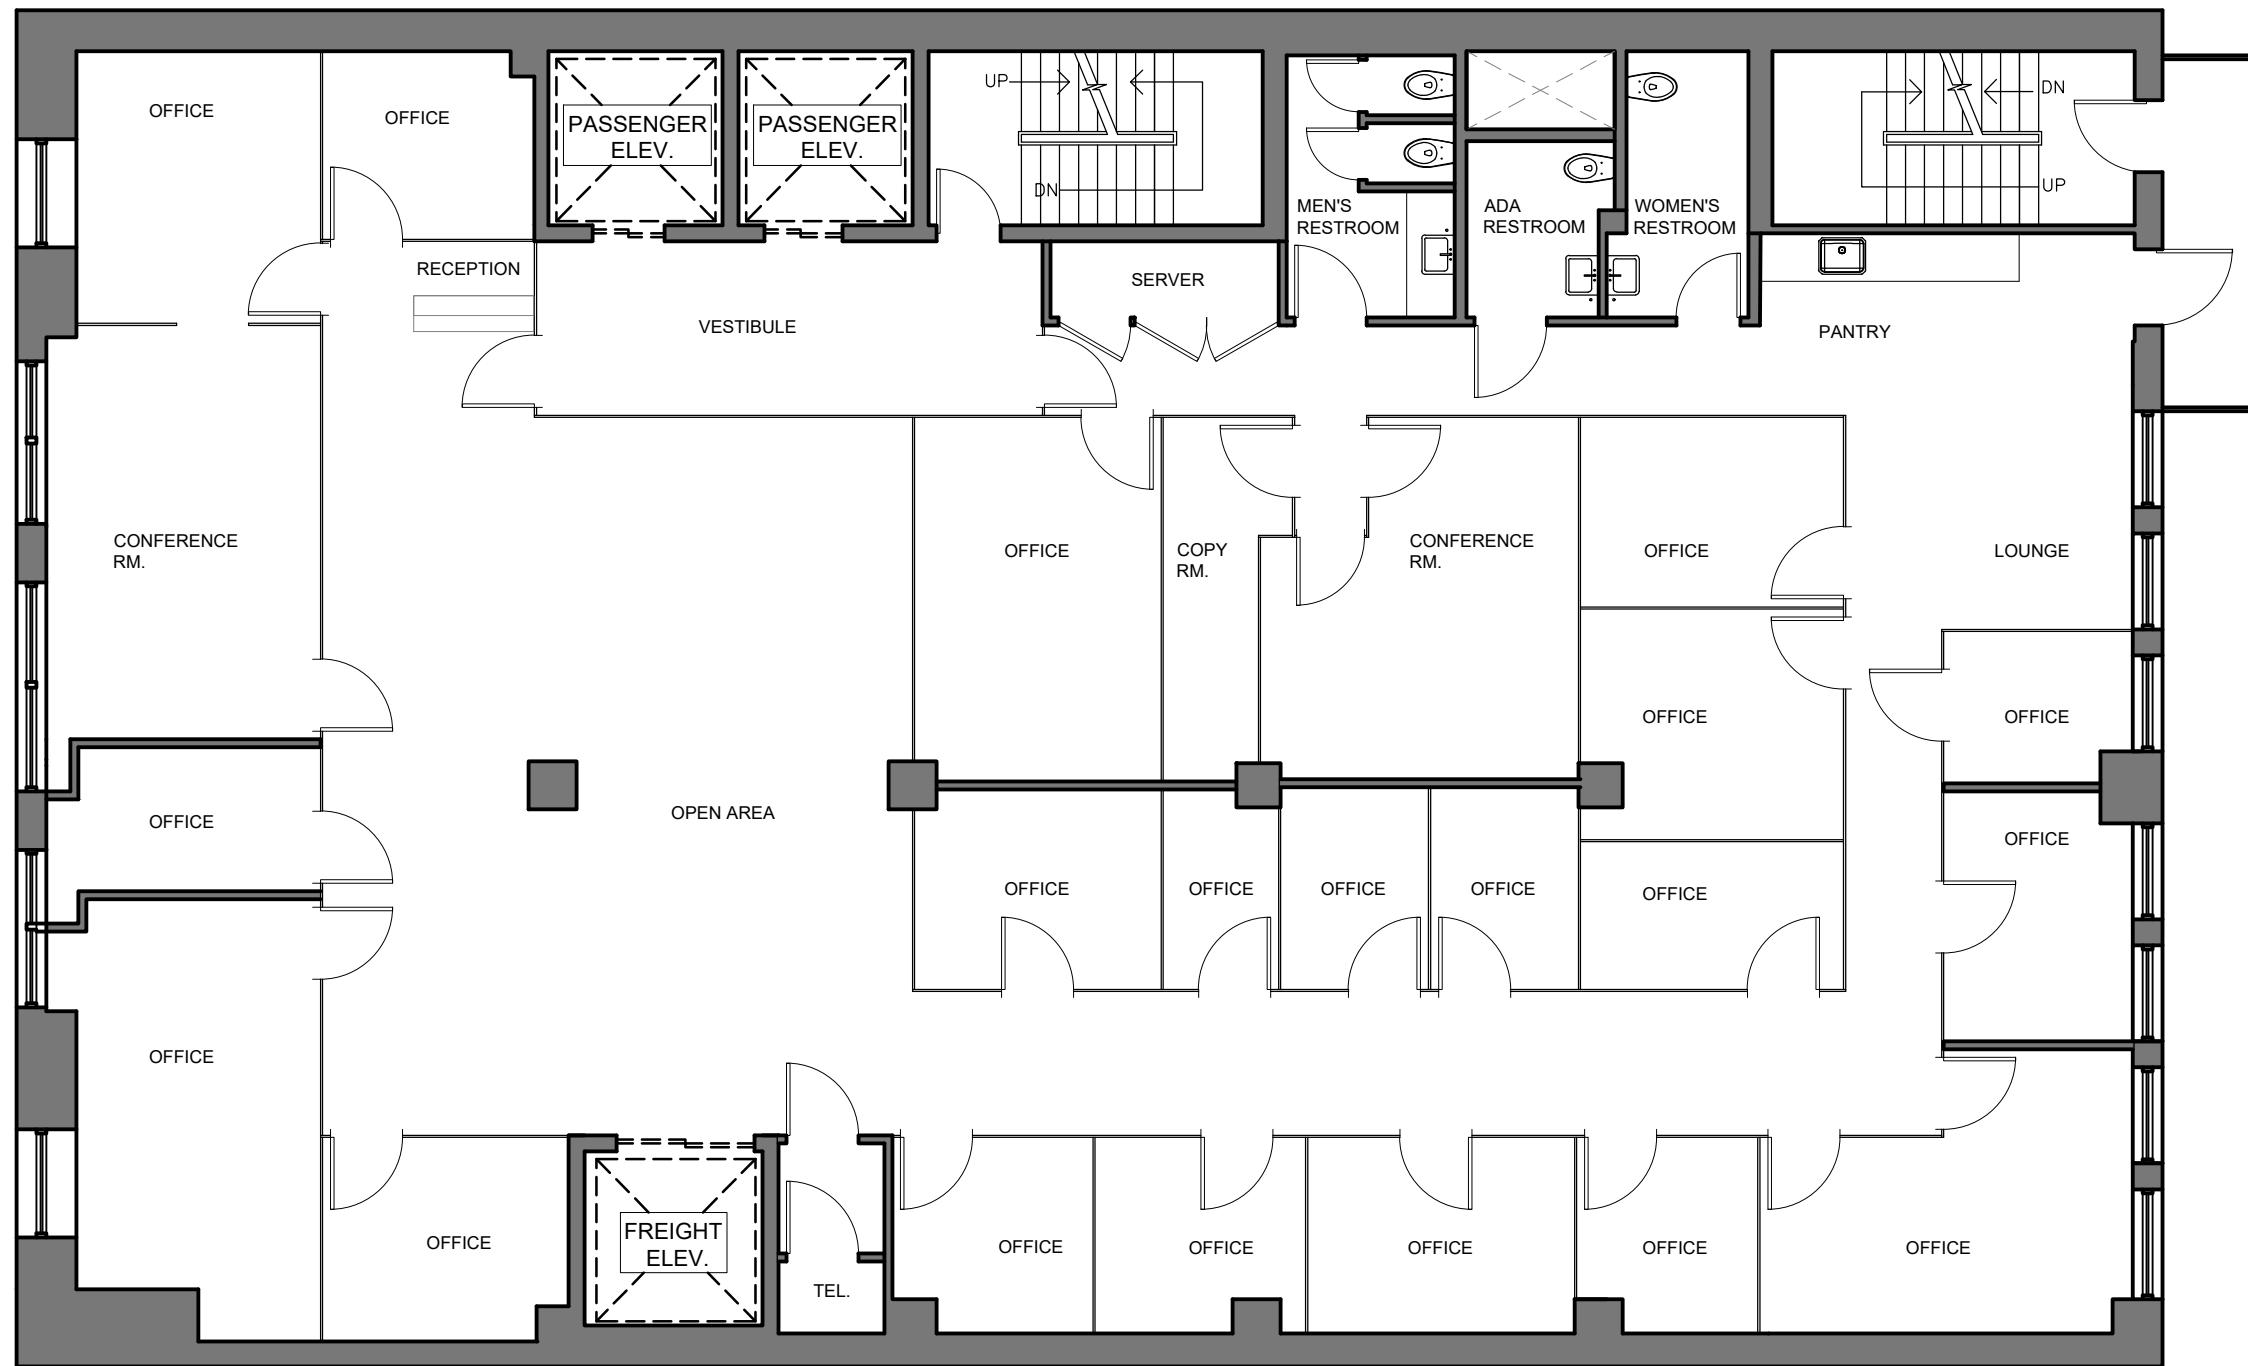 OFFICE
OFFICE
PASSENGER
ELEV.
PASSENGER
ELEV.
UP
DN
MEN'S
RESTROOM
ADA
RESTROOM
WOMEN'S
RESTROOM
DN
UP
RECEPTION
SERVER
VESTIBULE
PANTRY
CONFERENCE
RM.
OFFICE
COPY
RM.
CONFERENCE
RM.
OFFICE
LOUNGE
OFFICE
OFFICE
OFFICE
OPEN AREA
OFFICE
OFFICE
OFFICE
OFFICE
OFFICE
OFFICE
OFFICE
OFFICE
FREIGHT
ELEV.
TEL.
OFFICE
OFFICE
OFFICE
OFFICE
OFFICE